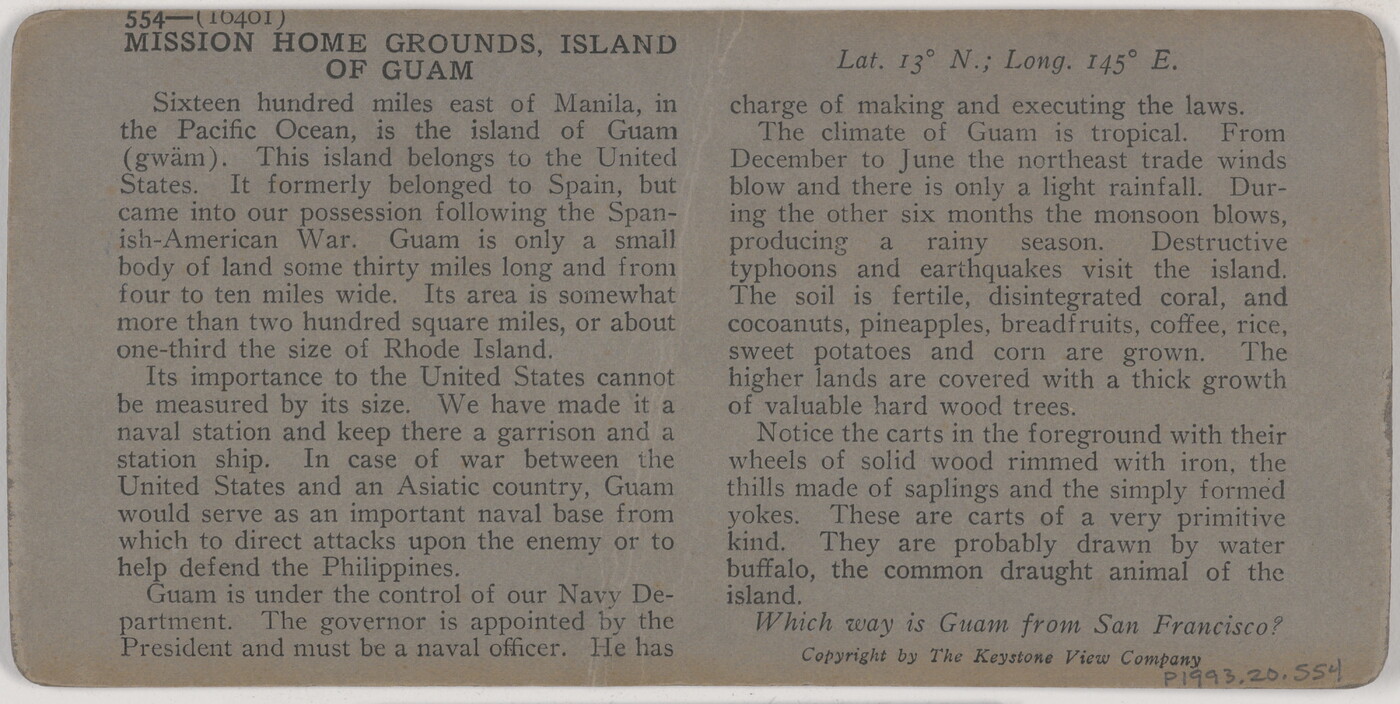 554—(16401)
MISSION HOME GROUNDS, ISLAND
OF GUAM
Sixteen hundred miles east of Manila, in
the Pacific Ocean, is the island of Guam
(gwäm). This island belongs to the United
States. It formerly belonged to Spain, but
came into our possession following the Span-
ish-American War. Guam is only a small
body of land some thirty miles long and from
four to ten miles wide. Its area is somewhat
more than two hundred square miles, or about
one-third the size of Rhode Island.
Its importance to the United States cannot
be measured by its size. We have made it a
naval station and keep there a garrison and a
station ship. In case of war between the
United States and an Asiatic country, Guam
would serve as an important naval base from
which to direct attacks upon the enemy or to
help defend the Philippines.
Guam is under the control of our Navy De-
partment. The governor is appointed by the
President and must be a naval officer. He has
Lat. 13° N.; Long. 145° E.
charge of making and executing the laws.
The climate of Guam is tropical. From
December to June the northeast trade winds
blow and there is only a light rainfall. Dur-
ing the other six months the monsoon blows,
producing a rainy season. Destructive
typhoons and earthquakes visit the island.
The soil is fertile, disintegrated coral, and
cocoanuts, pineapples, breadfruits, coffee, rice,
sweet potatoes and corn are grown. The
higher lands are covered with a thick growth
of valuable hard wood trees.
Notice the carts in the foreground with their
wheels of solid wood rimmed with iron, the
thills made of saplings and the simply formed
yokes. These are carts of a very primitive
kind. They are probably drawn by water
buffalo, the common draught animal of the
island.
Which way is Guam from San Francisco?
Copyright by The Keystone View Company
P1993.20.554